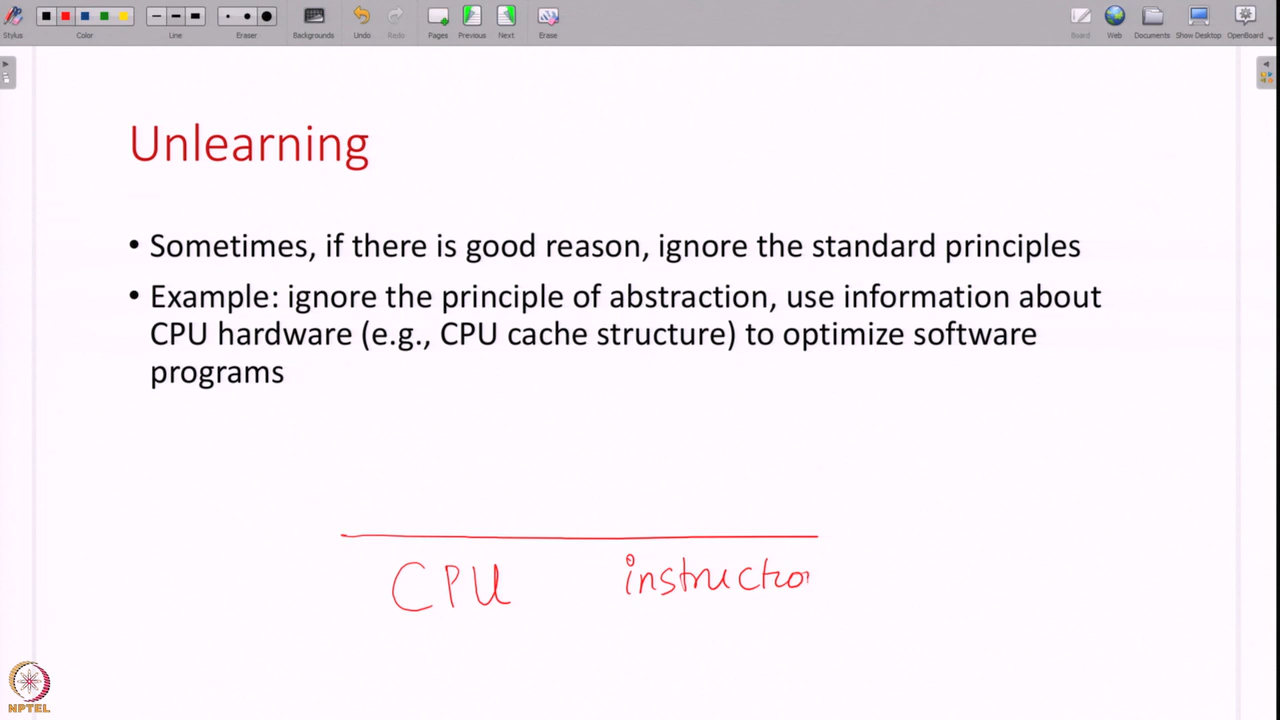 Stylus
Color
Line
Eraser
Backgrounds
Undo
Redo
Pages
Previous
Next
Erase
Board
Web
Documents
Show Desktop
OpenBoard
Unlearning
• Sometimes, if there is good reason, ignore the standard principles
• Example: ignore the principle of abstraction, use information about
CPU hardware (e.g., CPU cache structure) to optimize software
programs
CPU instructio
NPTEL